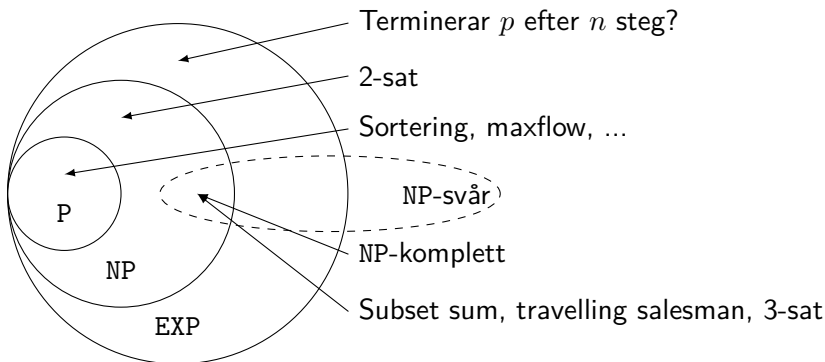 Terminerar p efter n steg?
2-sat
Sortering, maxflow, ...
NP-svår
P
NP-komplett
NP
Subset sum, travelling salesman, 3-sat
EXP